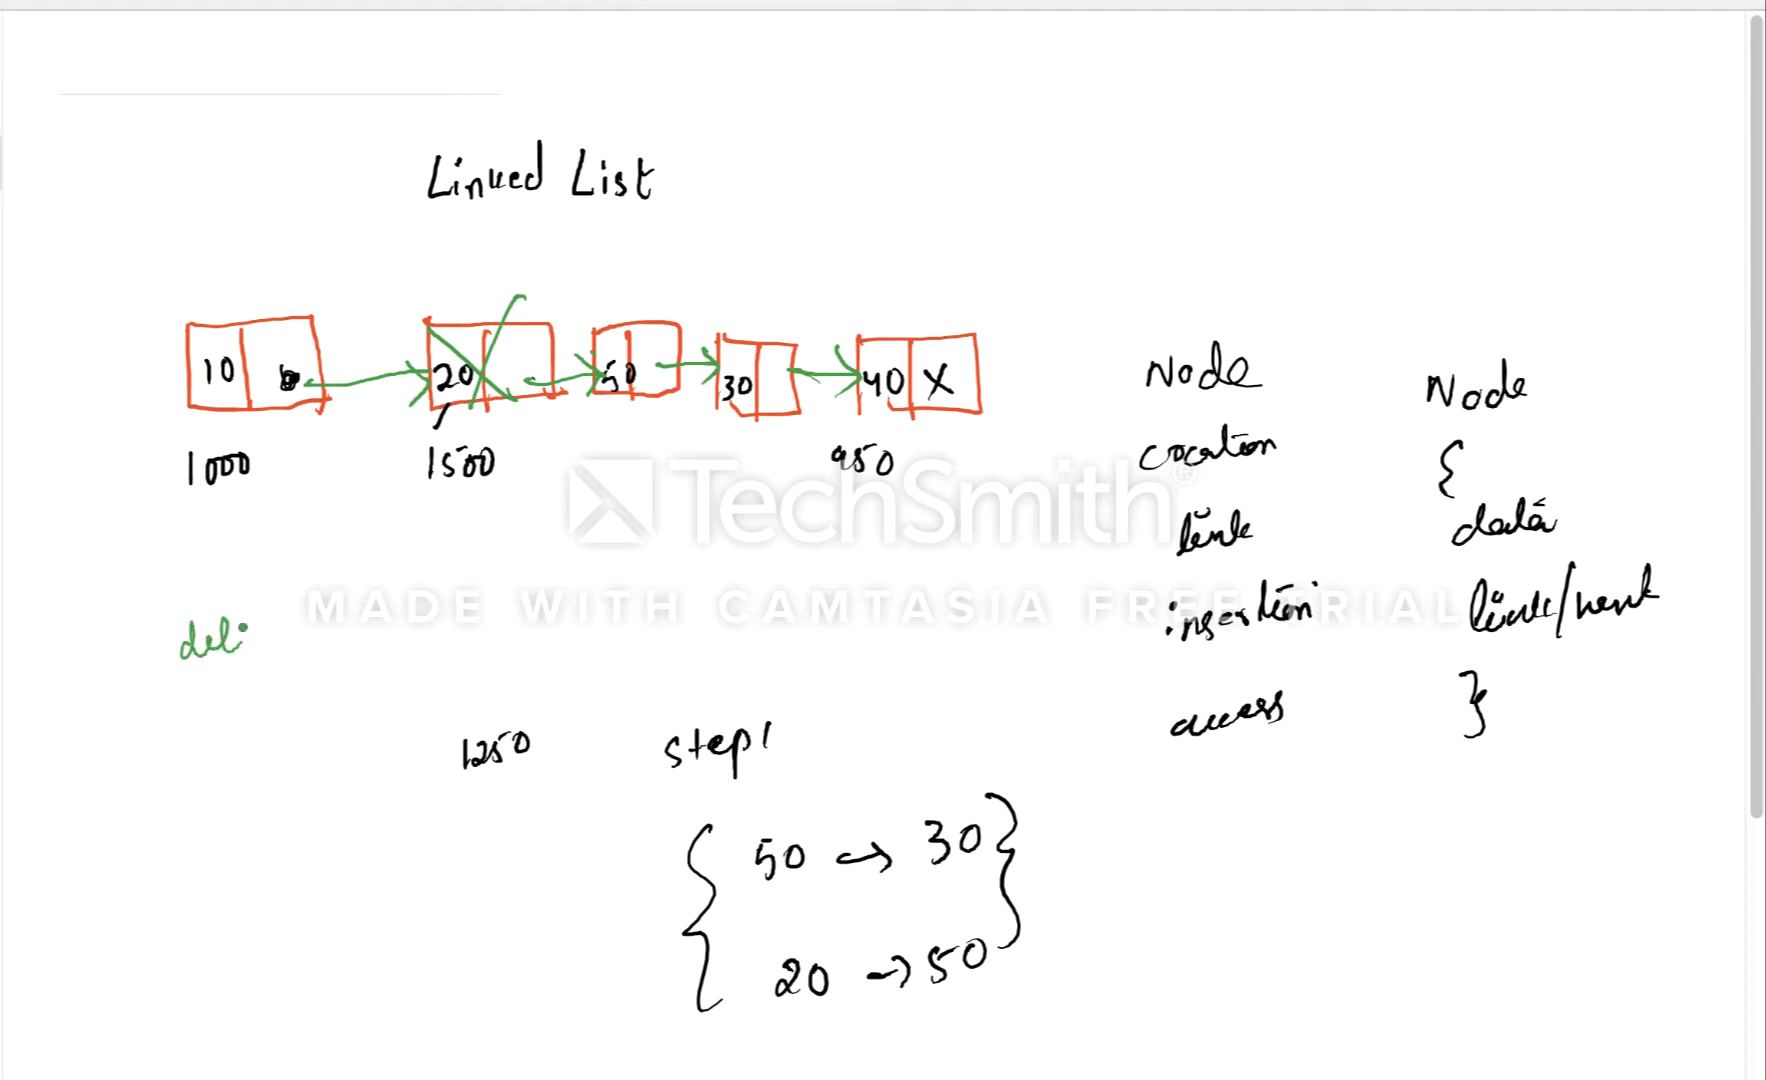 Linked List
10 20 50 30 40 X
1000 1500 950
TechSmith®
MADE WITH CAMTASIA FREE TRIAL
Node
creation
link
insertion
access
Node
{
data
link/next
}
del:
1250 step1
{ 50 → 30 }
20 → 50